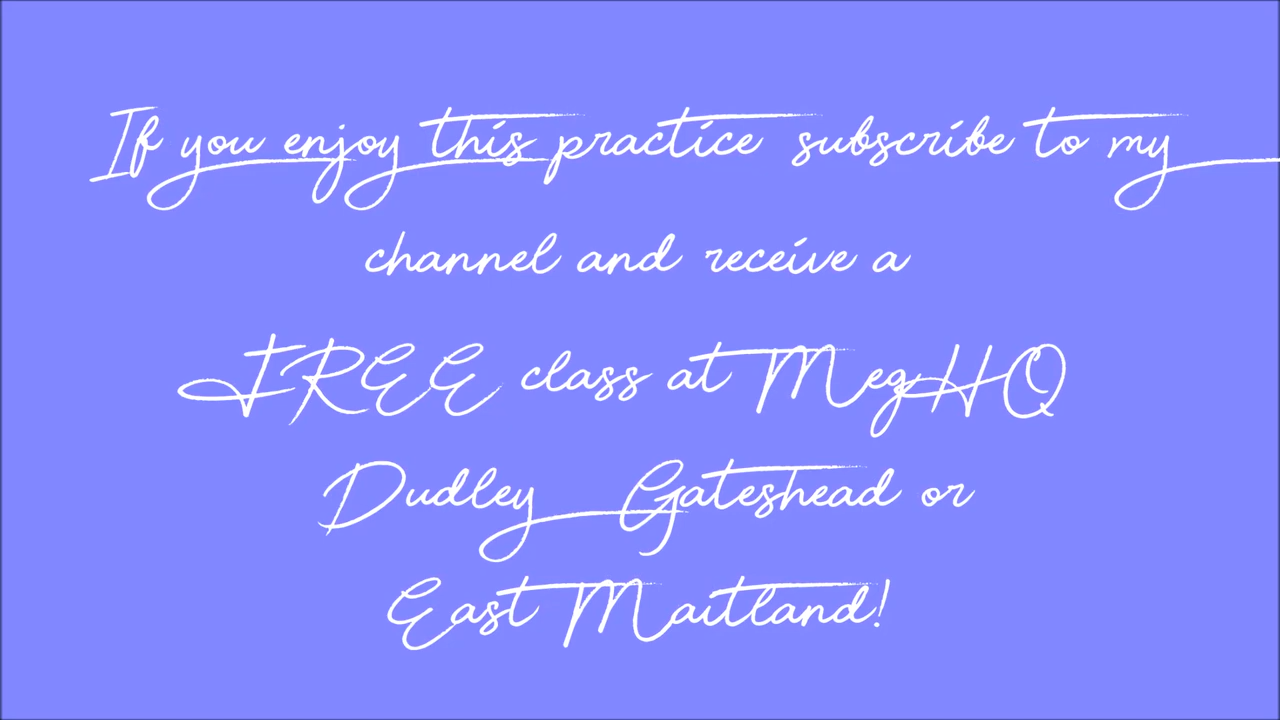 If you enjoy this practice subscribe to my
channel and receive a
FREE class at MegHQ
Dudley Gateshead or
East Maitland!